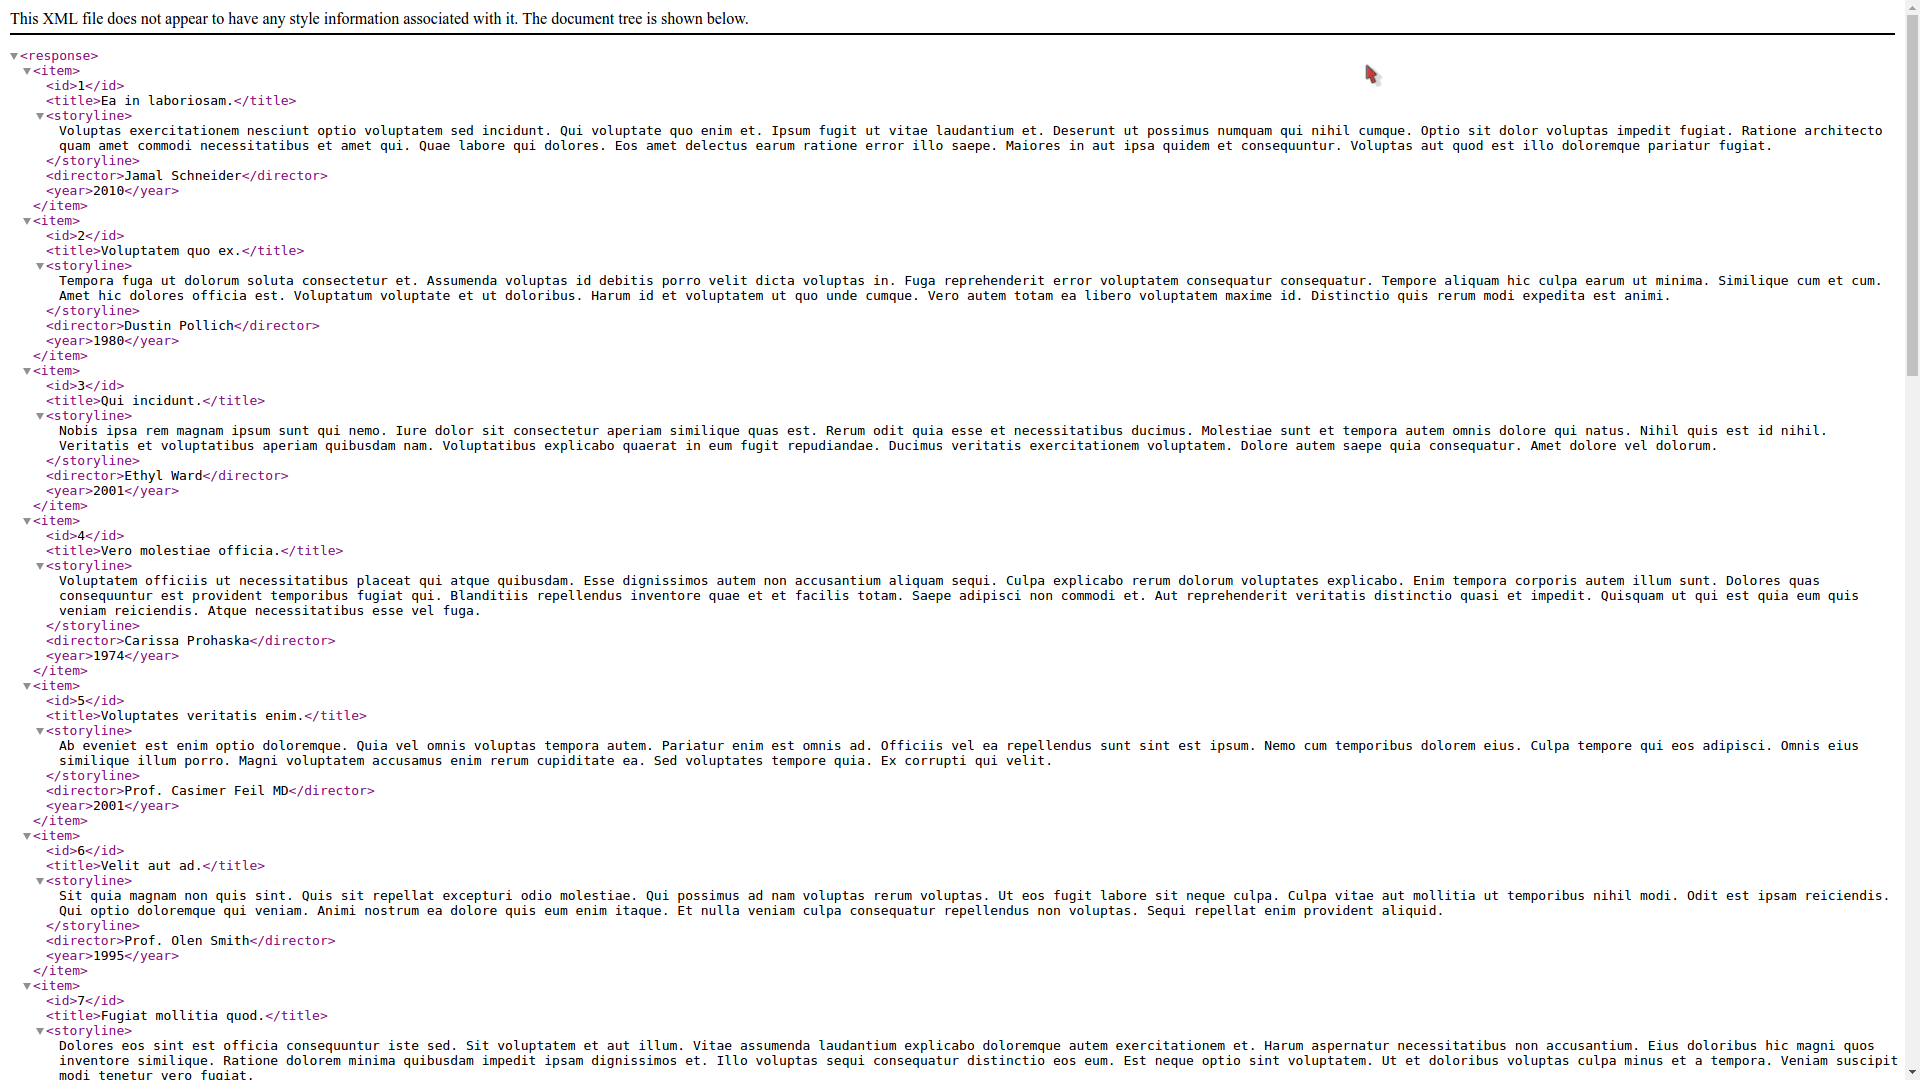 This XML file does not appear to have any style information associated with it. The document tree is shown below.
<response>
<item>
<id>1</id>
<title>Ea in laboriosam.</title>
<storyline>
Voluptas exercitationem nesciunt optio voluptatem sed incidunt. Qui voluptate quo enim et. Ipsum fugit ut vitae laudantium et. Deserunt ut possimus numquam qui nihil cumque. Optio sit dolor voluptas impedit fugiat. Ratione architecto
quam amet commodi necessitatibus et amet qui. Quae labore qui dolores. Eos amet delectus earum ratione error illo saepe. Maiores in aut ipsa quidem et consequuntur. Voluptas aut quod est illo doloremque pariatur fugiat.
</storyline>
<director>Jamal Schneider</director>
<year>2010</year>
</item>
<item>
<id>2</id>
<title>Voluptatem quo ex.</title>
<storyline>
Tempora fuga ut dolorum soluta consectetur et. Assumenda voluptas id debitis porro velit dicta voluptas in. Fuga reprehenderit error voluptatem consequatur consequatur. Tempore aliquam hic culpa earum ut minima. Similique cum et cum.
Amet hic dolores officia est. Voluptatum voluptate et ut doloribus. Harum id et voluptatem ut quo unde cumque. Vero autem totam ea libero voluptatem maxime id. Distinctio quis rerum modi expedita est animi.
</storyline>
<director>Dustin Pollich</director>
<year>1980</year>
</item>
<item>
<id>3</id>
<title>Qui incidunt.</title>
<storyline>
Nobis ipsa rem magnam ipsum sunt qui nemo. Iure dolor sit consectetur aperiam similique quas est. Rerum odit quia esse et necessitatibus ducimus. Molestiae sunt et tempora autem omnis dolore qui natus. Nihil quis est id nihil.
Veritatis et voluptatibus aperiam quibusdam nam. Voluptatibus explicabo quaerat in eum fugit repudiandae. Ducimus veritatis exercitationem voluptatem. Dolore autem saepe quia consequatur. Amet dolore vel dolorum.
</storyline>
<director>Ethyl Ward</director>
<year>2001</year>
</item>
<item>
<id>4</id>
<title>Vero molestiae officia.</title>
<storyline>
Voluptatem officiis ut necessitatibus placeat qui atque quibusdam. Esse dignissimos autem non accusantium aliquam sequi. Culpa explicabo rerum dolorum voluptates explicabo. Enim tempora corporis autem illum sunt. Dolores quas
consequuntur est provident temporibus fugiat qui. Blanditiis repellendus inventore quae et et facilis totam. Saepe adipisci non commodi et. Aut reprehenderit veritatis distinctio quasi et impedit. Quisquam ut qui est quia eum quis
veniam reiciendis. Atque necessitatibus esse vel fuga.
</storyline>
<director>Carissa Prohaska</director>
<year>1974</year>
</item>
<item>
<id>5</id>
<title>Voluptates veritatis enim.</title>
<storyline>
Ab eveniet est enim optio doloremque. Quia vel omnis voluptas tempora autem. Pariatur enim est omnis ad. Officiis vel ea repellendus sunt sint est ipsum. Nemo cum temporibus dolorem eius. Culpa tempore qui eos adipisci. Omnis eius
similique illum porro. Magni voluptatem accusamus enim rerum cupiditate ea. Sed voluptates tempore quia. Ex corrupti qui velit.
</storyline>
<director>Prof. Casimer Feil MD</director>
<year>2001</year>
</item>
<item>
<id>6</id>
<title>Velit aut ad.</title>
<storyline>
Sit quia magnam non quis sint. Quis sit repellat excepturi odio molestiae. Qui possimus ad nam voluptas rerum voluptas. Ut eos fugit labore sit neque culpa. Culpa vitae aut mollitia ut temporibus nihil modi. Odit est ipsam reiciendis.
Qui optio doloremque qui veniam. Animi nostrum ea dolore quis eum enim itaque. Et nulla veniam culpa consequatur repellendus non voluptas. Sequi repellat enim provident aliquid.
</storyline>
<director>Prof. Olen Smith</director>
<year>1995</year>
</item>
<item>
<id>7</id>
<title>Fugiat mollitia quod.</title>
<storyline>
Dolores eos sint est officia consequuntur iste sed. Sit voluptatem et aut illum. Vitae assumenda laudantium explicabo doloremque autem exercitationem et. Harum aspernatur necessitatibus non accusantium. Eius doloribus hic magni quos
inventore similique. Ratione dolorem minima quibusdam impedit ipsam dignissimos et. Illo voluptas sequi consequatur distinctio eos eum. Est neque optio sint voluptatem. Ut et doloribus voluptas culpa minus et a tempora. Veniam suscipit
modi tenetur vero fugiat.